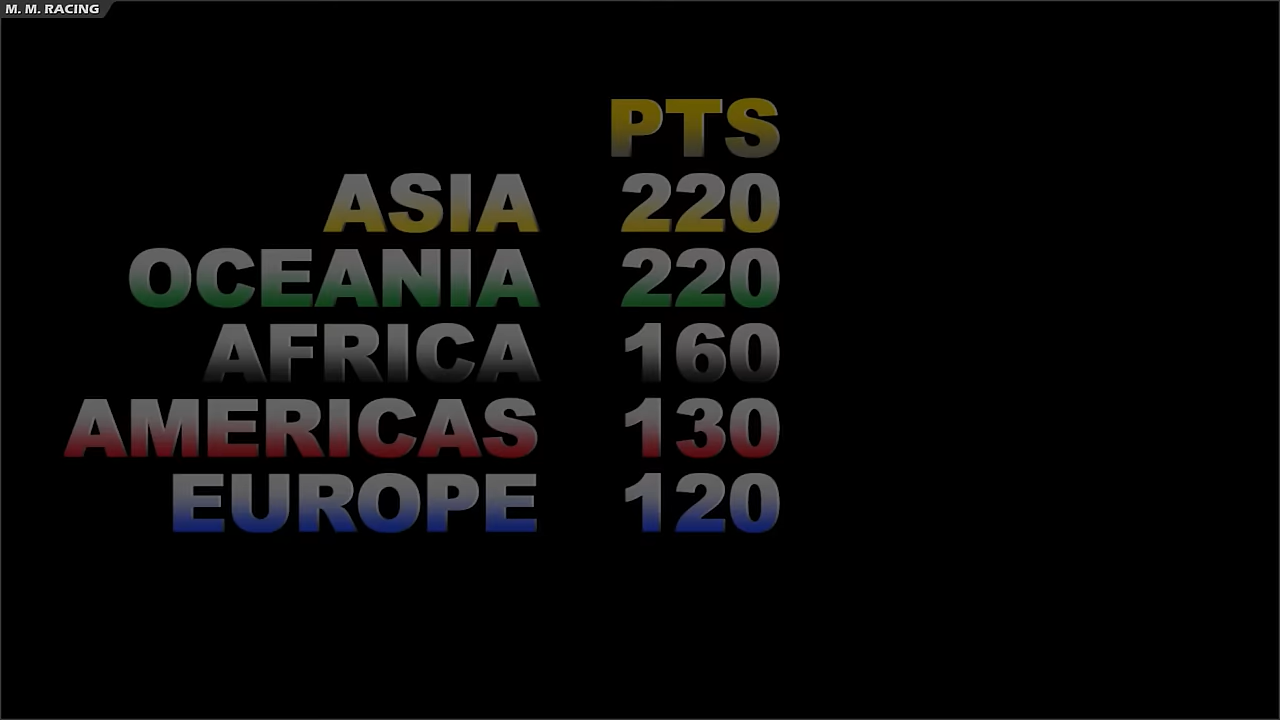 M. M. RACING
PTS
ASIA 220
OCEANIA 220
AFRICA 160
AMERICAS 130
EUROPE 120